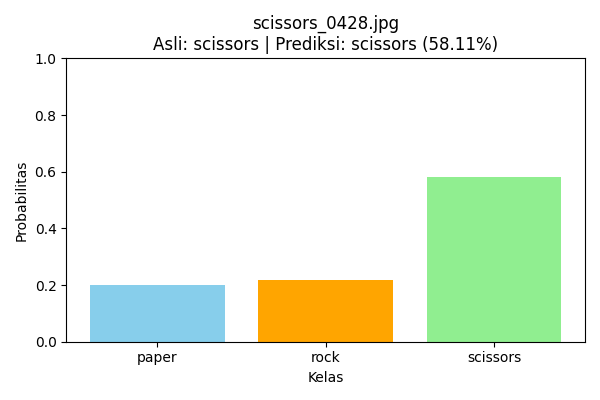 scissors_0428.jpg
Asli: scissors | Prediksi: scissors (58.11%)
1.0
0.8
0.6
0.4
0.2
0.0
Probabilitas
paper rock scissors
Kelas